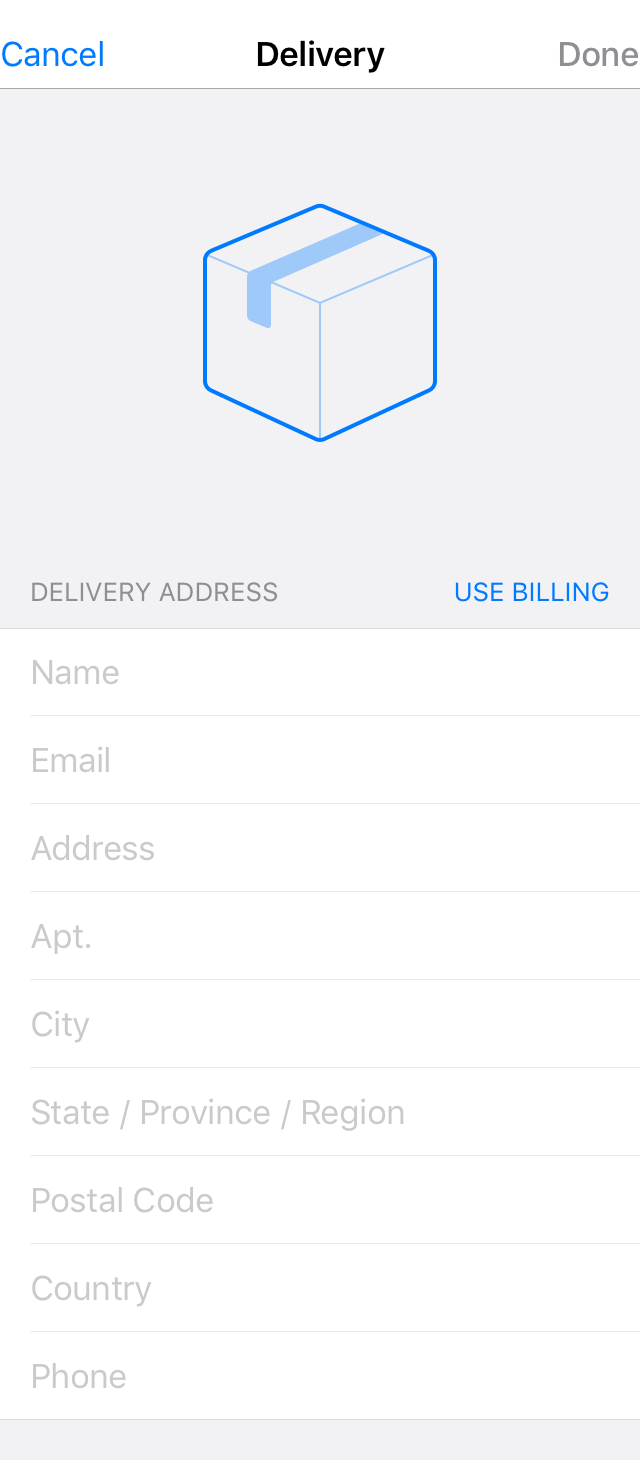 Cancel Delivery Done
DELIVERY ADDRESS USE BILLING
Name
Email
Address
Apt.
City
State / Province / Region
Postal Code
Country
Phone